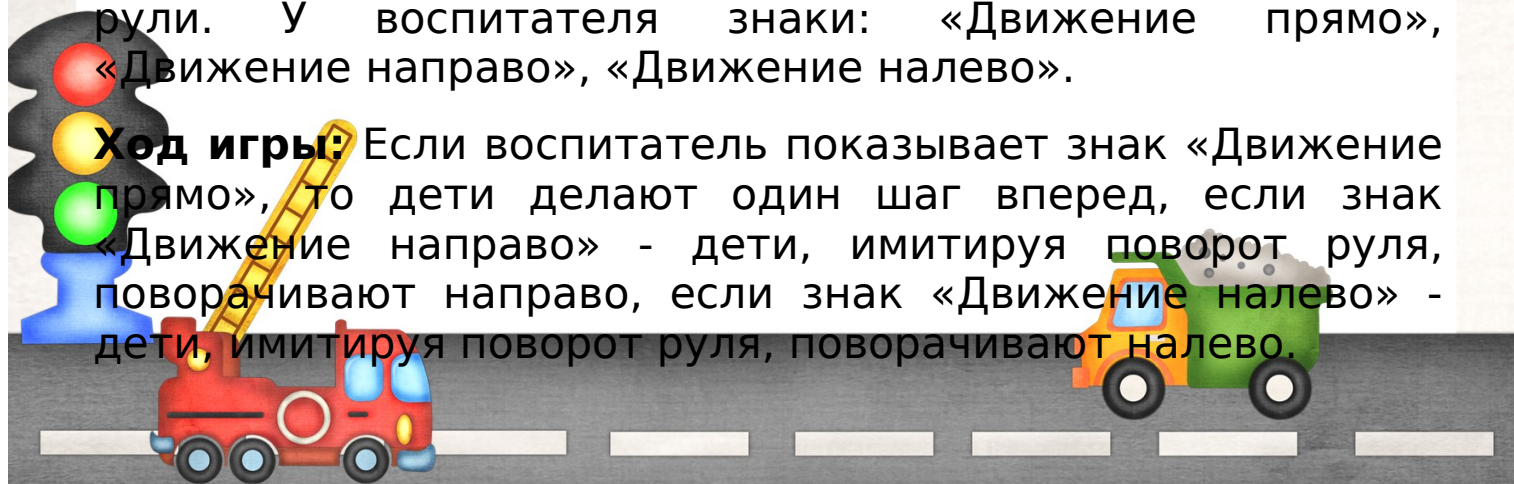 рули. У воспитателя знаки: «Движение прямо»,
«Движение направо», «Движение налево».
Ход игры: Если воспитатель показывает знак «Движение
прямо», то дети делают один шаг вперед, если знак
«Движение направо» - дети, имитируя поворот руля,
поворачивают направо, если знак «Движение налево» -
дети, имитируя поворот руля, поворачивают налево.